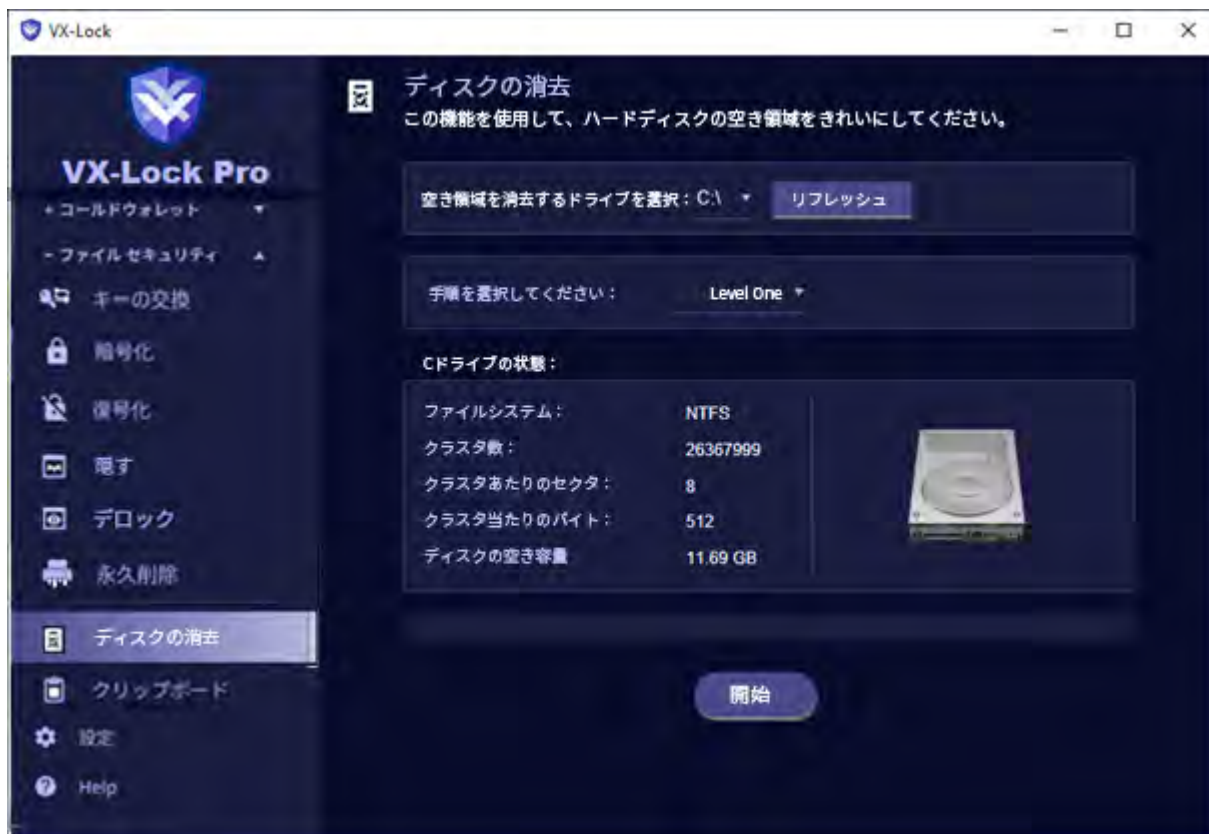 VX-Lock
VX-Lock Pro
+ コールドウォレット
- ファイルセキュリティ
キーの交換
暗号化
復号化
隠す
デロック
永久削除
ディスクの消去
クリップボード
設定
Help
ディスクの消去
この機能を使用して、ハードディスクの空き領域をきれいにしてください。
空き領域を消去するドライブを選択：C:\ リフレッシュ
手順を選択してください： Level One
Cドライブの状態：
ファイルシステム： NTFS
クラスタ数： 26367999
クラスタあたりのセクタ： 8
クラスタ当たりのバイト： 512
ディスクの空き容量 11.69 GB
開始